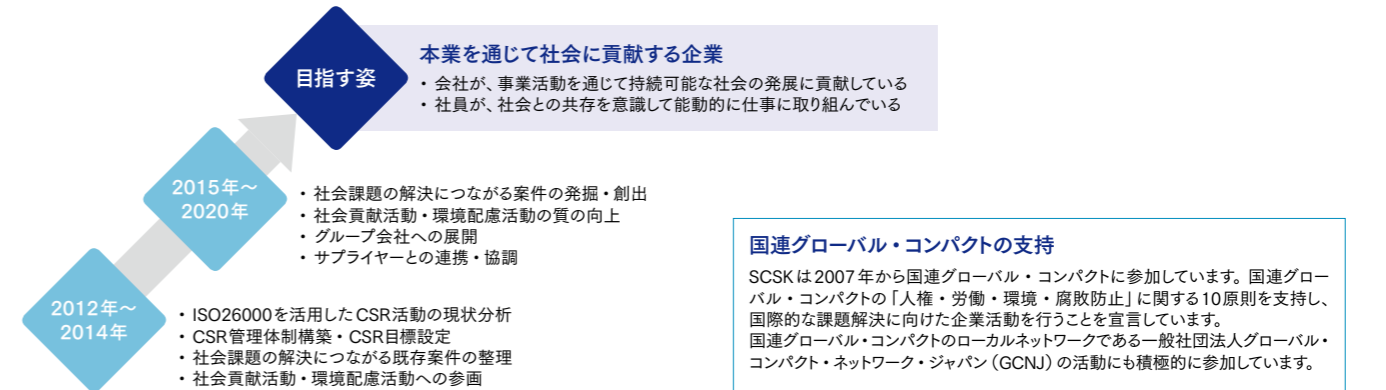 目指す姿
本業を通じて社会に貢献する企業
・会社が、事業活動を通じて持続可能な社会の発展に貢献している
・社員が、社会との共存を意識して能動的に仕事に取り組んでいる
2015年～
2020年
・社会課題の解決につながる案件の発掘・創出
・社会貢献活動・環境配慮活動の質の向上
・グループ会社への展開
・サプライヤーとの連携・協調
2012年～
2014年
・ISO26000を活用したCSR活動の現状分析
・CSR管理体制構築・CSR目標設定
・社会課題の解決につながる既存案件の整理
・社会貢献活動・環境配慮活動への参画
国連グローバル・コンパクトの支持
SCSKは2007年から国連グローバル・コンパクトに参加しています。国連グロー
バル・コンパクトの「人権・労働・環境・腐敗防止」に関する10原則を支持し、
国際的な課題解決に向けた企業活動を行うことを宣言しています。
国連グローバル・コンパクトのローカルネットワークである一般社団法人グローバル・
コンパクト・ネットワーク・ジャパン（GCNJ）の活動にも積極的に参加しています。